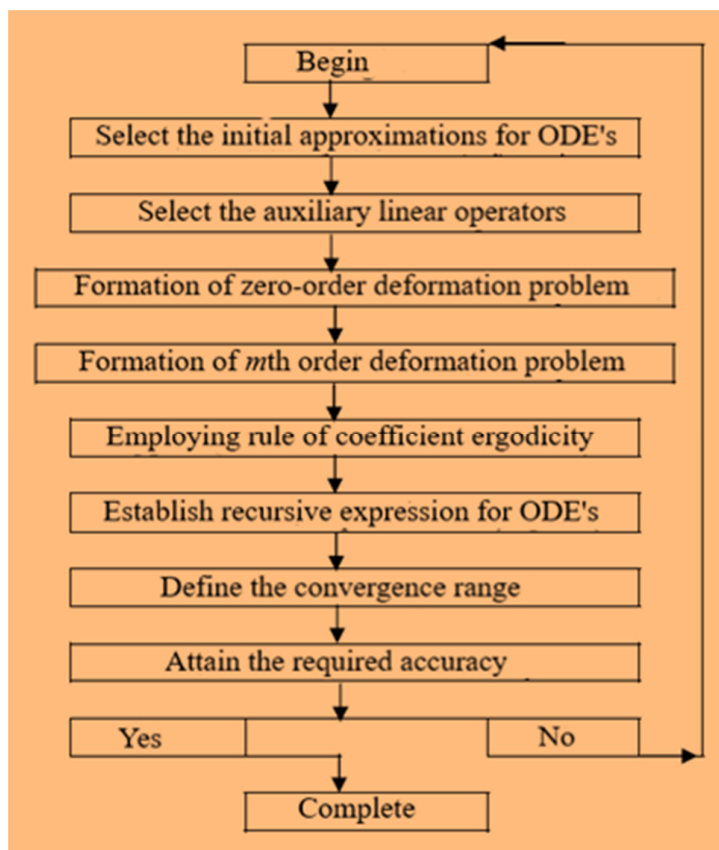 Begin
Select the initial approximations for ODE's
Select the auxiliary linear operators
Formation of zero-order deformation problem
Formation of mth order deformation problem
Employing rule of coefficient ergodicity
Establish recursive expression for ODE's
Define the convergence range
Attain the required accuracy
Yes
No
Complete